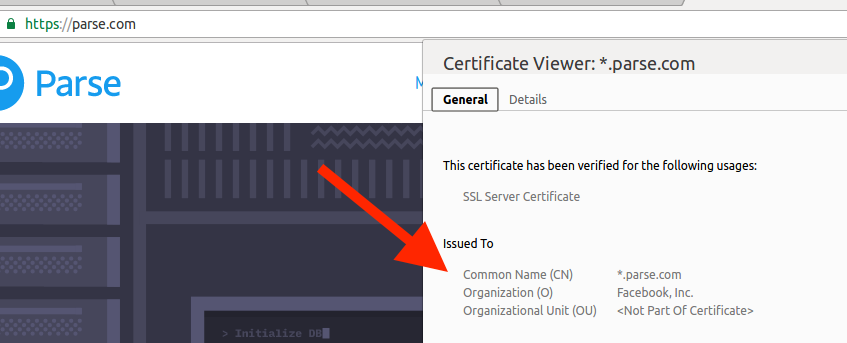 https://parse.com
Parse
Certificate Viewer: *.parse.com
General Details
This certificate has been verified for the following usages:
SSL Server Certificate
Issued To
Common Name (CN) *.parse.com
Organization (O) Facebook, Inc.
Organizational Unit (OU) <Not Part Of Certificate>
> Initialize DB